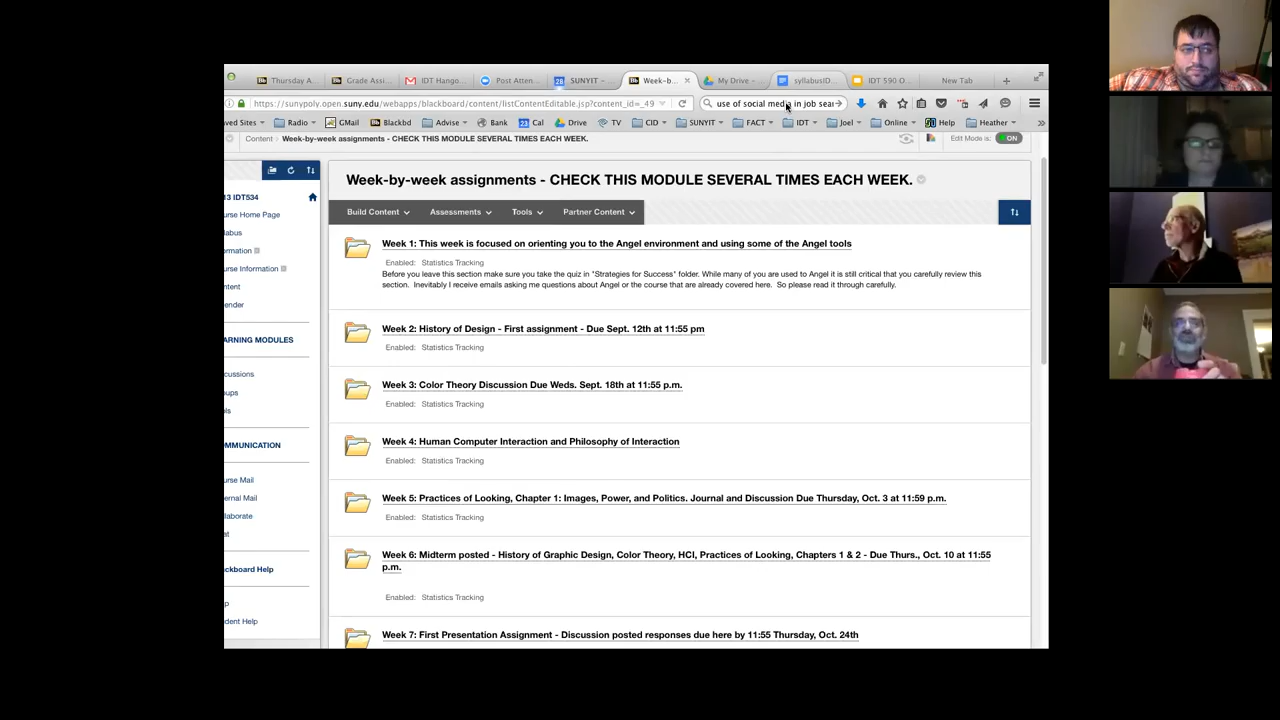 Thursday A...
Grade Assi...
IDT Hango...
Post Atten...
SUNYIT –
Week-b...
My Drive –
syllabusID...
IDT 590 O...
New Tab
https://sunypoly.open.suny.edu/webapps/blackboard/content/listContentEditable.jsp?content_id=_49
use of social media in job sear
ved Sites
Radio
GMail
Blackbd
Advise
Bank
Cal
Drive
TV
CID
SUNYIT
FACT
IDT
Joel
Online
Help
Heather
Content
Week-by-week assignments - CHECK THIS MODULE SEVERAL TIMES EACH WEEK.
Edit Mode is:
ON
13 IDT534
urse Home Page
llabus
ormation
urse Information
ntent
lender
ARNING MODULES
cussions
ups
ols
MMUNICATION
urse Mail
ernal Mail
llaborate
at
ckboard Help
p
dent Help
Week-by-week assignments - CHECK THIS MODULE SEVERAL TIMES EACH WEEK.
Build Content
Assessments
Tools
Partner Content
Week 1: This week is focused on orienting you to the Angel environment and using some of the Angel tools
Enabled: Statistics Tracking
Before you leave this section make sure you take the quiz in "Strategies for Success" folder. While many of you are used to Angel it is still critical that you carefully review this
section. Inevitably I receive emails asking me questions about Angel or the course that are already covered here. So please read it through carefully.
Week 2: History of Design - First assignment - Due Sept. 12th at 11:55 pm
Enabled: Statistics Tracking
Week 3: Color Theory Discussion Due Weds. Sept. 18th at 11:55 p.m.
Enabled: Statistics Tracking
Week 4: Human Computer Interaction and Philosophy of Interaction
Enabled: Statistics Tracking
Week 5: Practices of Looking, Chapter 1: Images, Power, and Politics. Journal and Discussion Due Thursday, Oct. 3 at 11:59 p.m.
Enabled: Statistics Tracking
Week 6: Midterm posted - History of Graphic Design, Color Theory, HCI, Practices of Looking, Chapters 1 & 2 - Due Thurs., Oct. 10 at 11:55
p.m.
Enabled: Statistics Tracking
Week 7: First Presentation Assignment - Discussion posted responses due here by 11:55 Thursday, Oct. 24th